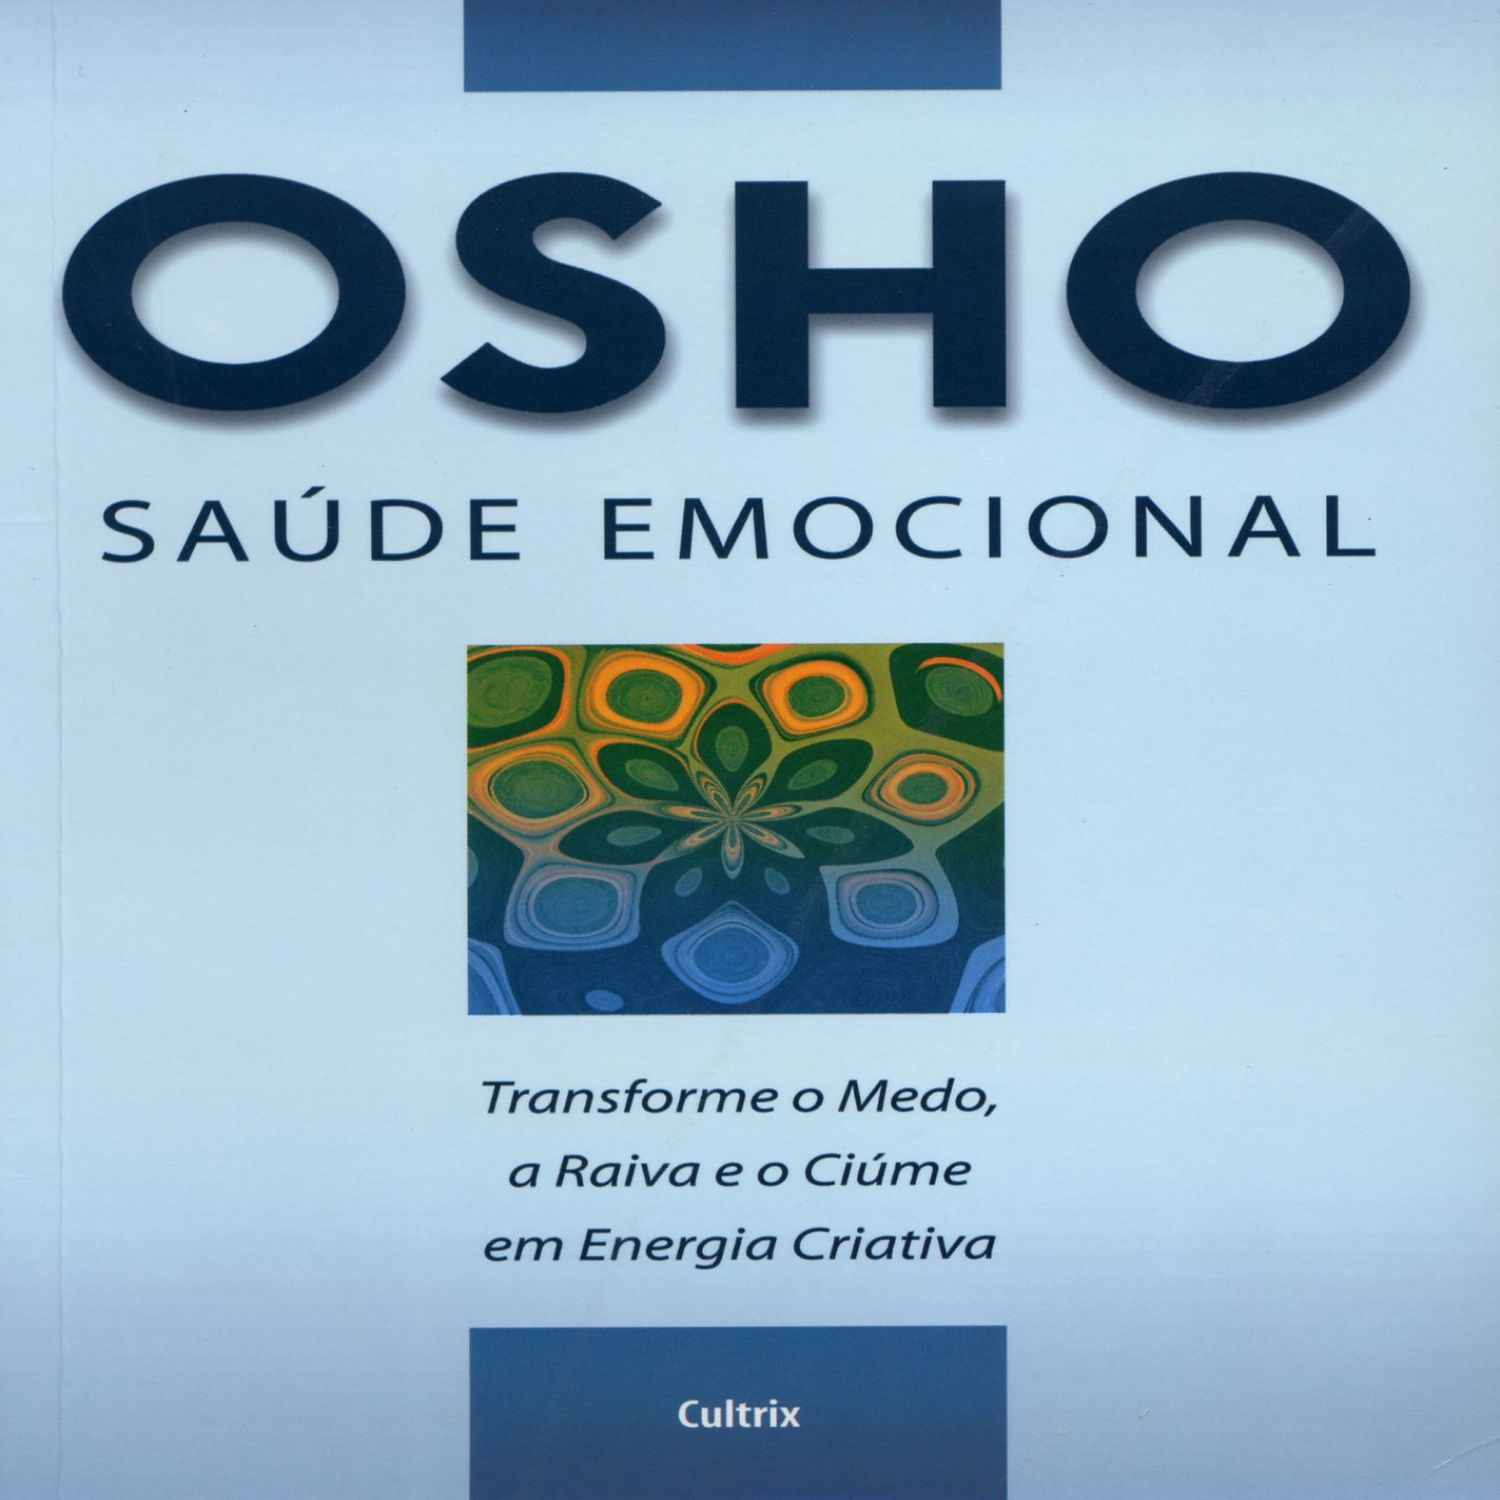 OSHO
SAÚDE EMOCIONAL
Transforme o Medo,
a Raiva e o Ciúme
em Energia Criativa
Cultrix